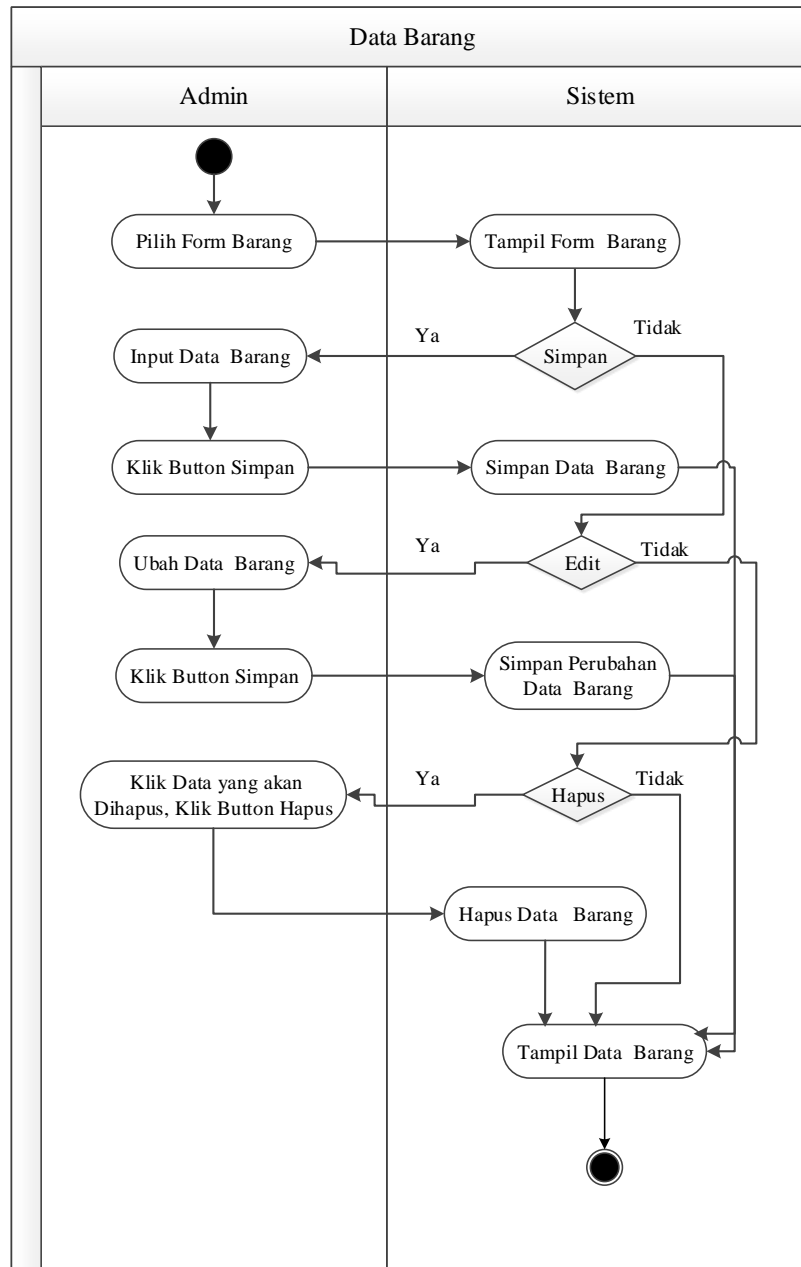 Data Barang
Admin
Sistem
Pilih Form Barang
Tampil Form Barang
Ya
Tidak
Input Data Barang
Simpan
Klik Button Simpan
Simpan Data Barang
Ya
Tidak
Ubah Data Barang
Edit
Klik Button Simpan
Simpan Perubahan
Data Barang
Klik Data yang akan
Dihapus, Klik Button Hapus
Ya
Tidak
Hapus
Hapus Data Barang
Tampil Data Barang